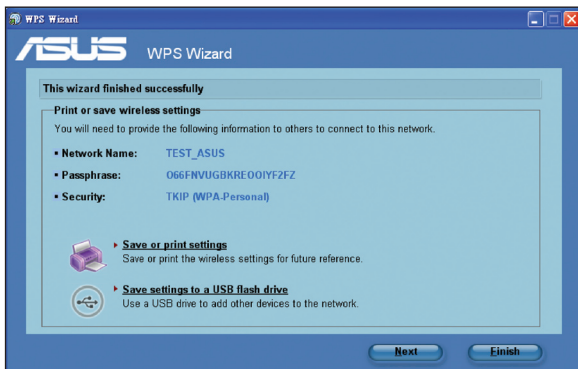 WPS Wizard
ASUS WPS Wizard
This wizard finished successfully
Print or save wireless settings
You will need to provide the following information to others to connect to this network.
Network Name: TEST_ASUS
Passphrase: O66FNVUGBKREOOIYF2FZ
Security: TKIP (WPA-Personal)
Save or print settings
Save or print the wireless settings for future reference.
Save settings to a USB flash drive
Use a USB drive to add other devices to the network.
Next Finish